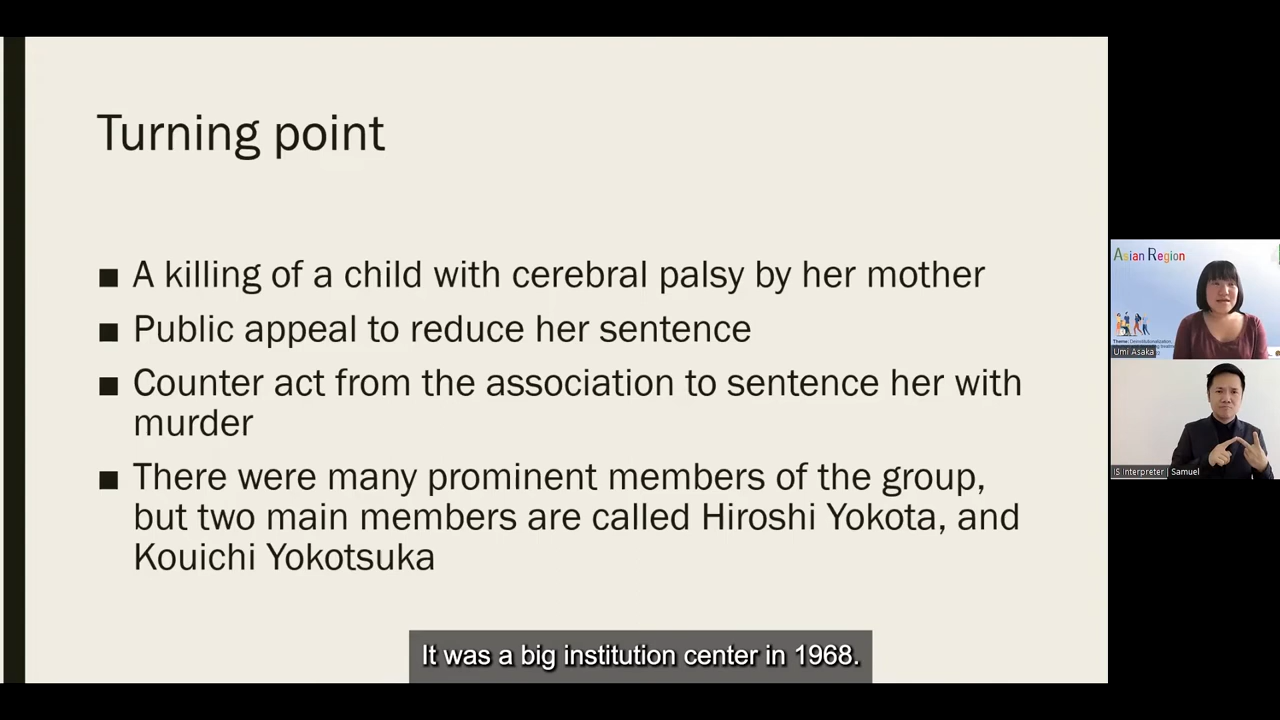 Turning point
■ A killing of a child with cerebral palsy by her mother
■ Public appeal to reduce her sentence
■ Counter act from the association to sentence her with
murder
■ There were many prominent members of the group,
but two main members are called Hiroshi Yokota, and
Kouichi Yokotsuka
It was a big institution center in 1968.
Asian Region
Umi Asaka
IS Interpreter | Samuel